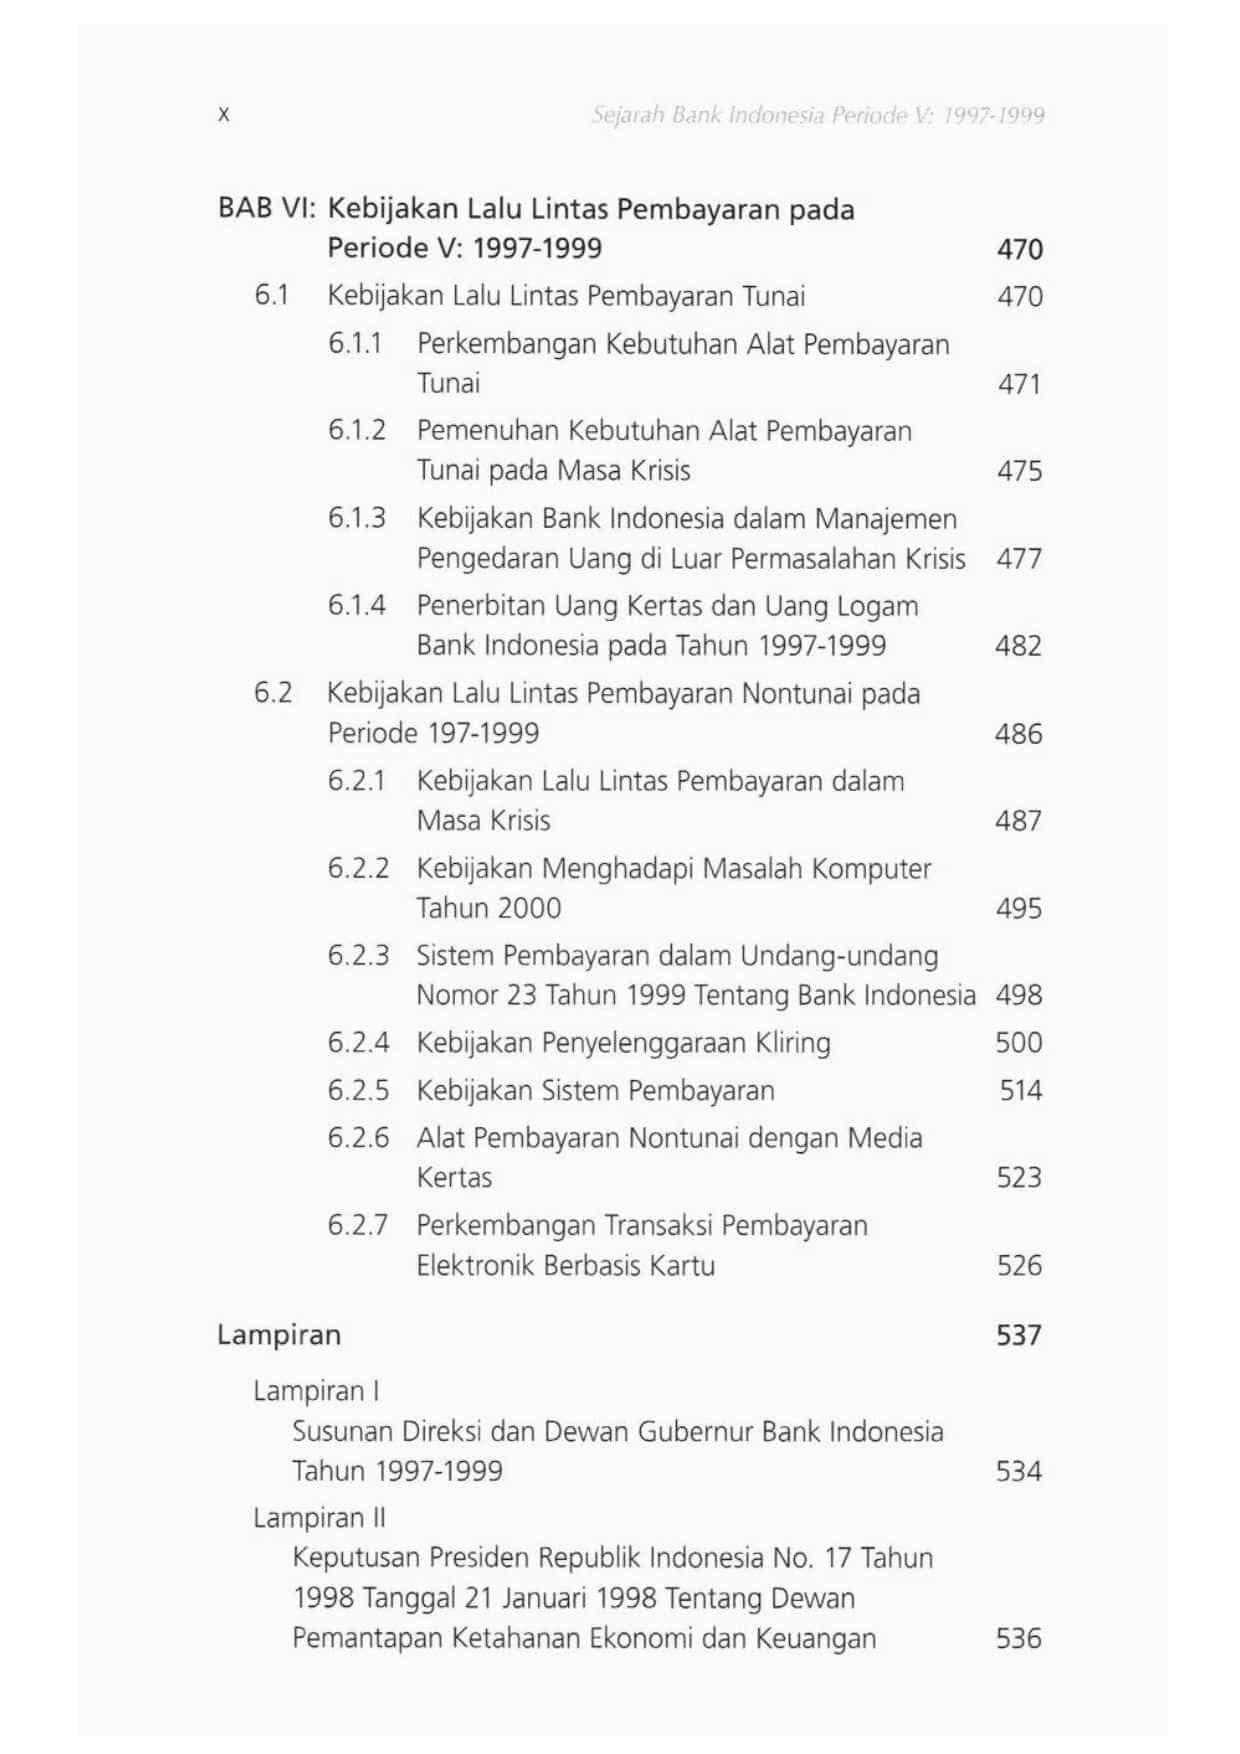 x Sejarah Bank Indonesia Periode V: 1997-1999
BAB VI: Kebijakan Lalu Lintas Pembayaran pada
Periode V: 1997-1999 470
6.1 Kebijakan Lalu Lintas Pembayaran Tunai 470
6.1.1 Perkembangan Kebutuhan Alat Pembayaran
Tunai 471
6.1.2 Pemenuhan Kebutuhan Alat Pembayaran
Tunai pada Masa Krisis 475
6.1.3 Kebijakan Bank Indonesia dalam Manajemen
Pengedaran Uang di Luar Permasalahan Krisis 477
6.1.4 Penerbitan Uang Kertas dan Uang Logam
Bank Indonesia pada Tahun 1997-1999 482
6.2 Kebijakan Lalu Lintas Pembayaran Nontunai pada
Periode 197-1999 486
6.2.1 Kebijakan Lalu Lintas Pembayaran dalam
Masa Krisis 487
6.2.2 Kebijakan Menghadapi Masalah Komputer
Tahun 2000 495
6.2.3 Sistem Pembayaran dalam Undang-undang
Nomor 23 Tahun 1999 Tentang Bank Indonesia 498
6.2.4 Kebijakan Penyelenggaraan Kliring 500
6.2.5 Kebijakan Sistem Pembayaran 514
6.2.6 Alat Pembayaran Nontunai dengan Media
Kertas 523
6.2.7 Perkembangan Transaksi Pembayaran
Elektronik Berbasis Kartu 526
Lampiran 537
Lampiran I
Susunan Direksi dan Dewan Gubernur Bank Indonesia
Tahun 1997-1999 534
Lampiran II
Keputusan Presiden Republik Indonesia No. 17 Tahun
1998 Tanggal 21 Januari 1998 Tentang Dewan
Pemantapan Ketahanan Ekonomi dan Keuangan 536